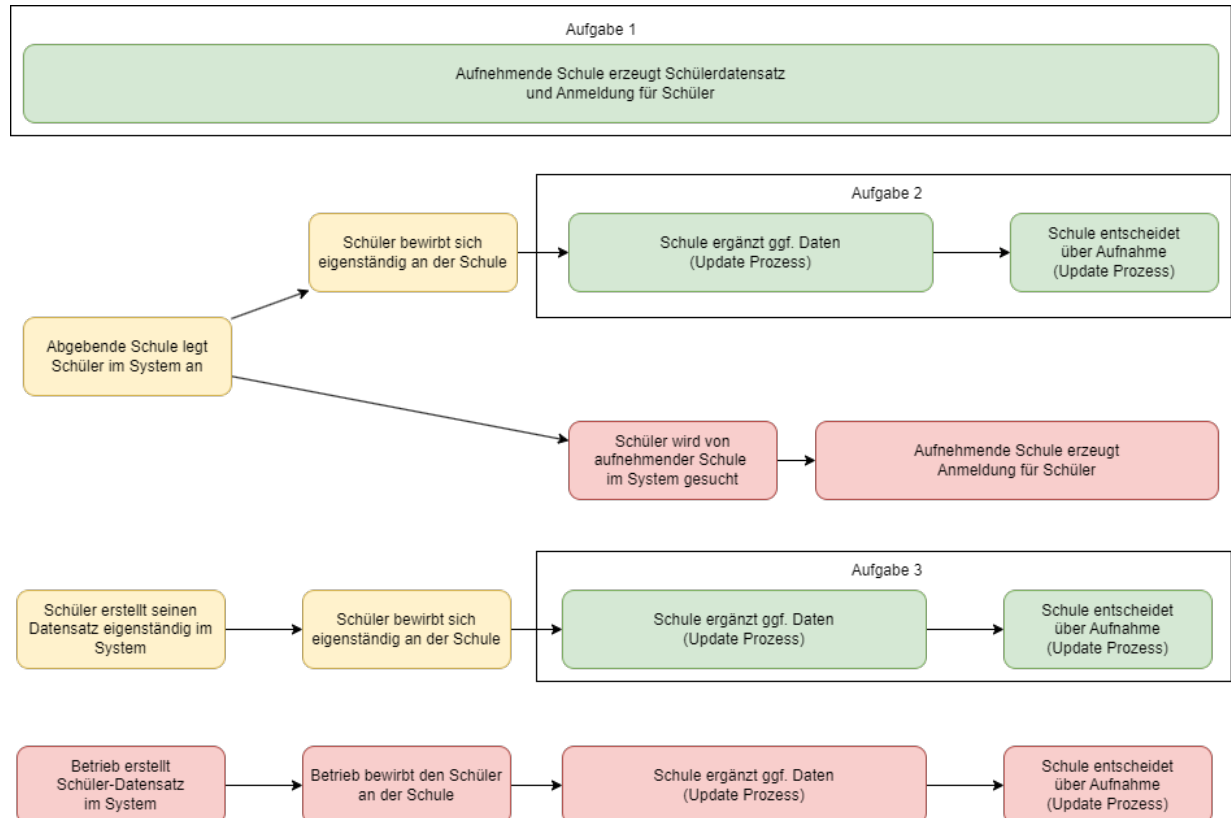 Aufgabe 1
Aufnehmende Schule erzeugt Schülerdatensatz
und Anmeldung für Schüler
Aufgabe 2
Schüler bewirbt sich
eigenständig an der Schule
Schule ergänzt ggf. Daten
(Update Prozess)
Schule entscheidet
über Aufnahme
(Update Prozess)
Abgebende Schule legt
Schüler im System an
Schüler wird von
aufnehmender Schule
im System gesucht
Aufnehmende Schule erzeugt
Anmeldung für Schüler
Aufgabe 3
Schüler erstellt seinen
Datensatz eigenständig im
System
Schüler bewirbt sich
eigenständig an der Schule
Schule ergänzt ggf. Daten
(Update Prozess)
Schule entscheidet
über Aufnahme
(Update Prozess)
Betrieb erstellt
Schüler-Datensatz
im System
Betrieb bewirbt den Schüler
an der Schule
Schule ergänzt ggf. Daten
(Update Prozess)
Schule entscheidet
über Aufnahme
(Update Prozess)